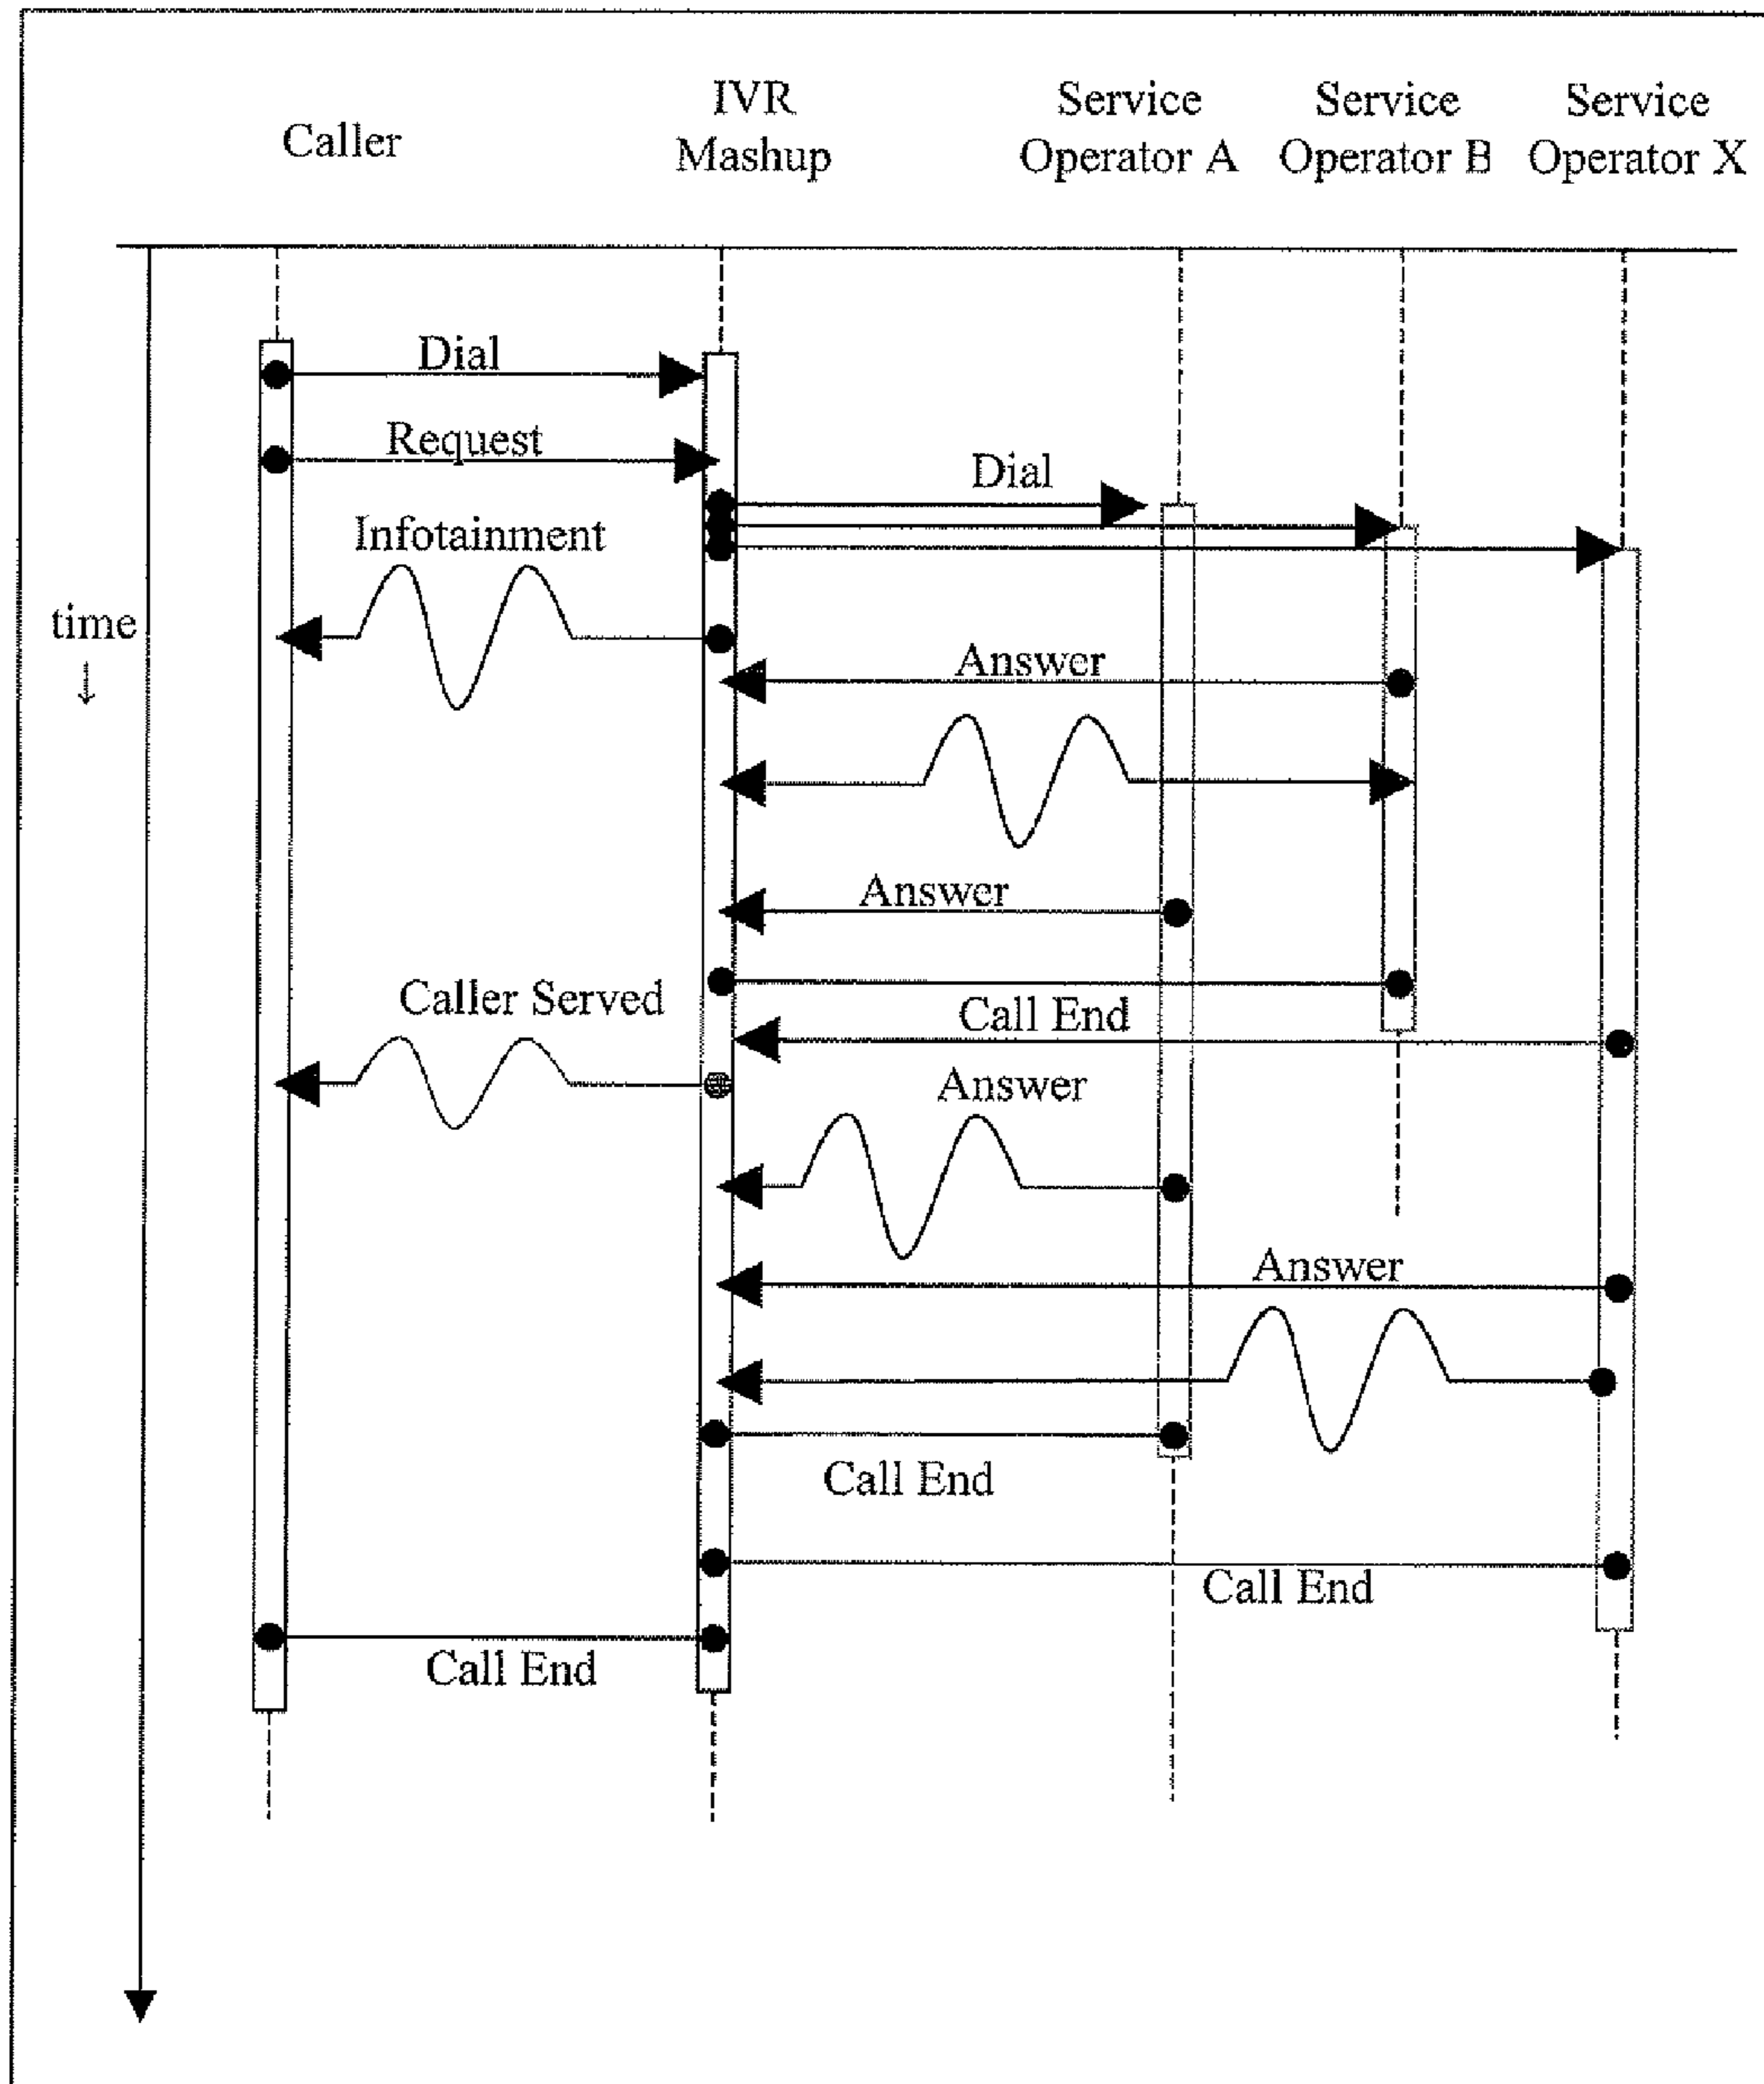 Caller
IVR
Mashup
Service
Operator A
Service
Operator B
Service
Operator X
Dial
Request
Dial
Infotainment
time
↓
Answer
Answer
Caller Served
Call End
Answer
Answer
Call End
Call End
Call End